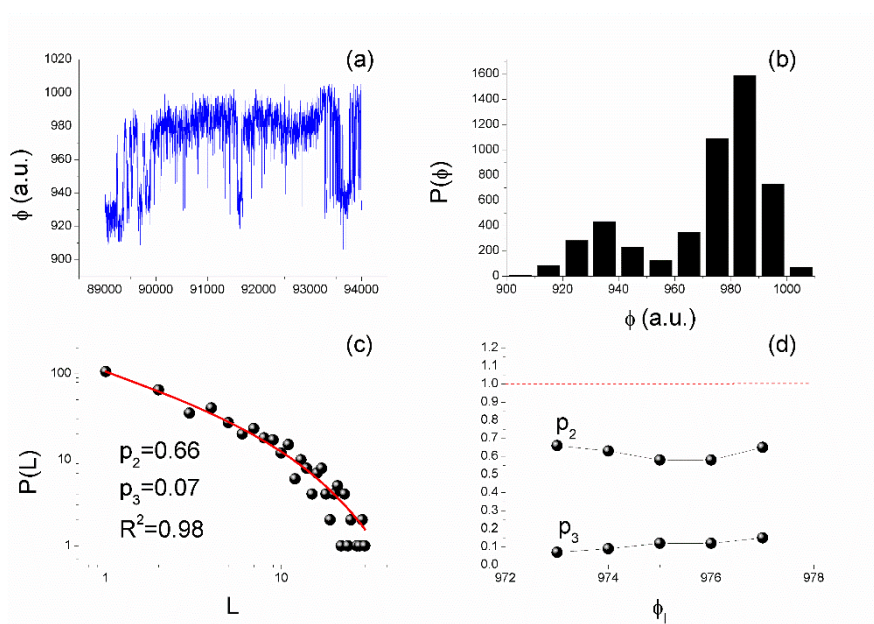 (a)
1020
1000
980
960
940
920
900
ϕ (a.u.)
89000 90000 91000 92000 93000 94000
(b)
1600
1400
1200
1000
800
600
400
200
0
P(ϕ)
900 920 940 960 980 1000
ϕ (a.u.)
(c)
100
10
1
P(L)
p₂=0.66
p₃=0.07
R²=0.98
1 10
L
(d)
1.2
1.1
1.0
0.9
0.8
0.7
0.6
0.5
0.4
0.3
0.2
0.1
0.0
p₂
p₃
972 974 976 978
ϕₗ